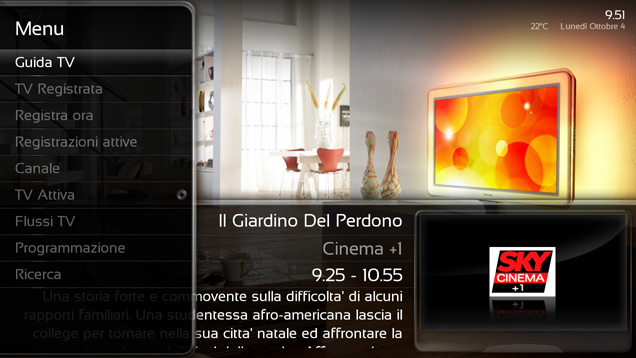 Menu
9.51
22°C Lunedì Ottobre 4
Guida TV
TV Registrata
Registra ora
Registrazioni attive
Canale
TV Attiva
Flussi TV
Programmazione
Ricerca
Il Giardino Del Perdono
Cinema +1
9.25 - 10.55
Una storia forte e commovente sulla difficolta' di alcuni
rapporti familiari. Una studentessa afro-americana lascia il
college per tornare nella sua citta' natale ed affrontare la
SKY
CINEMA
+1